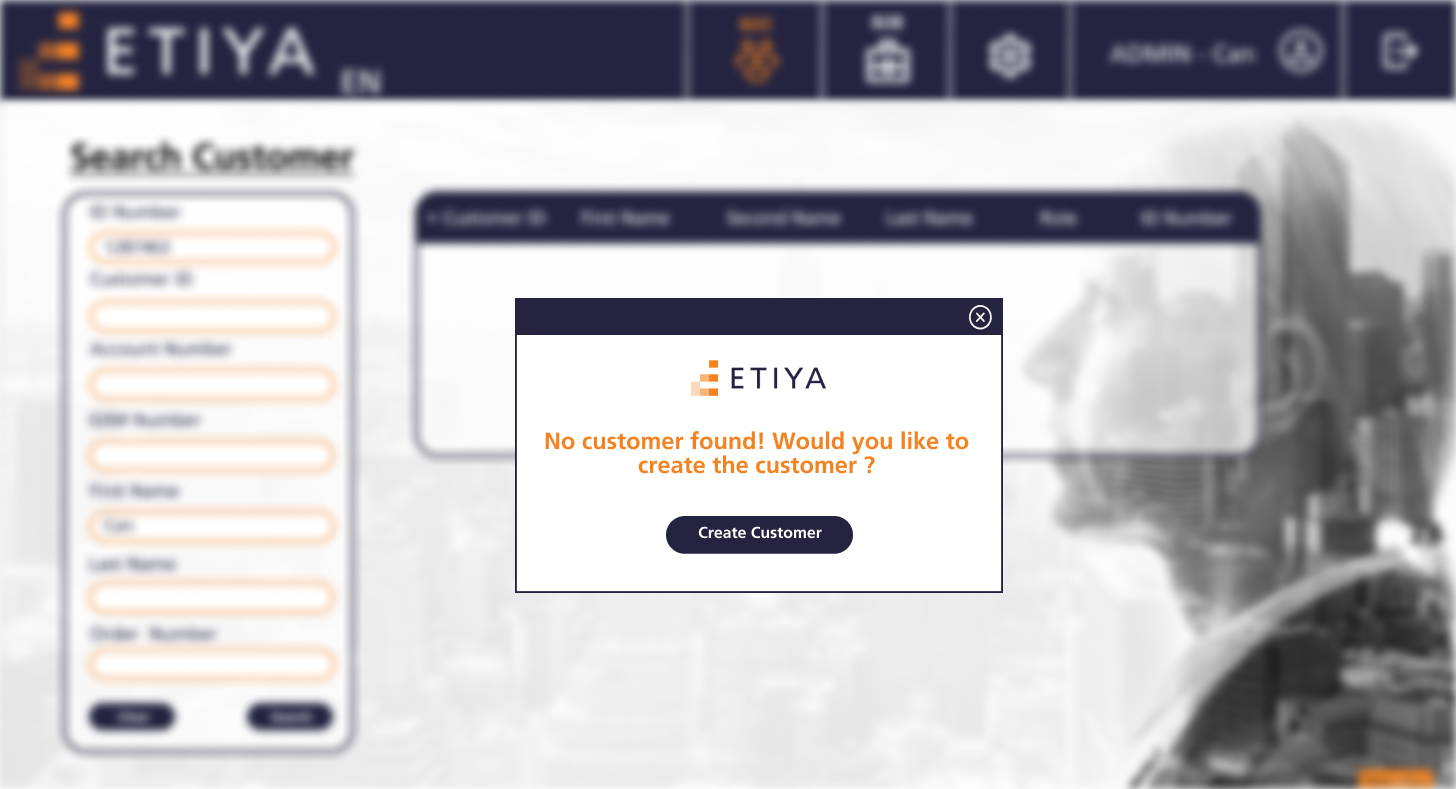 ETIYA
EN
B2C
B2B
ADMIN - Can
Search Customer
ID Number
Customer ID
Account Number
GSM Number
First Name
Can
Last Name
Order Number
Clear
Search
Customer ID
First Name
Second Name
Last Name
Role
ID Number
ETIYA
No customer found! Would you like to
create the customer ?
Create Customer